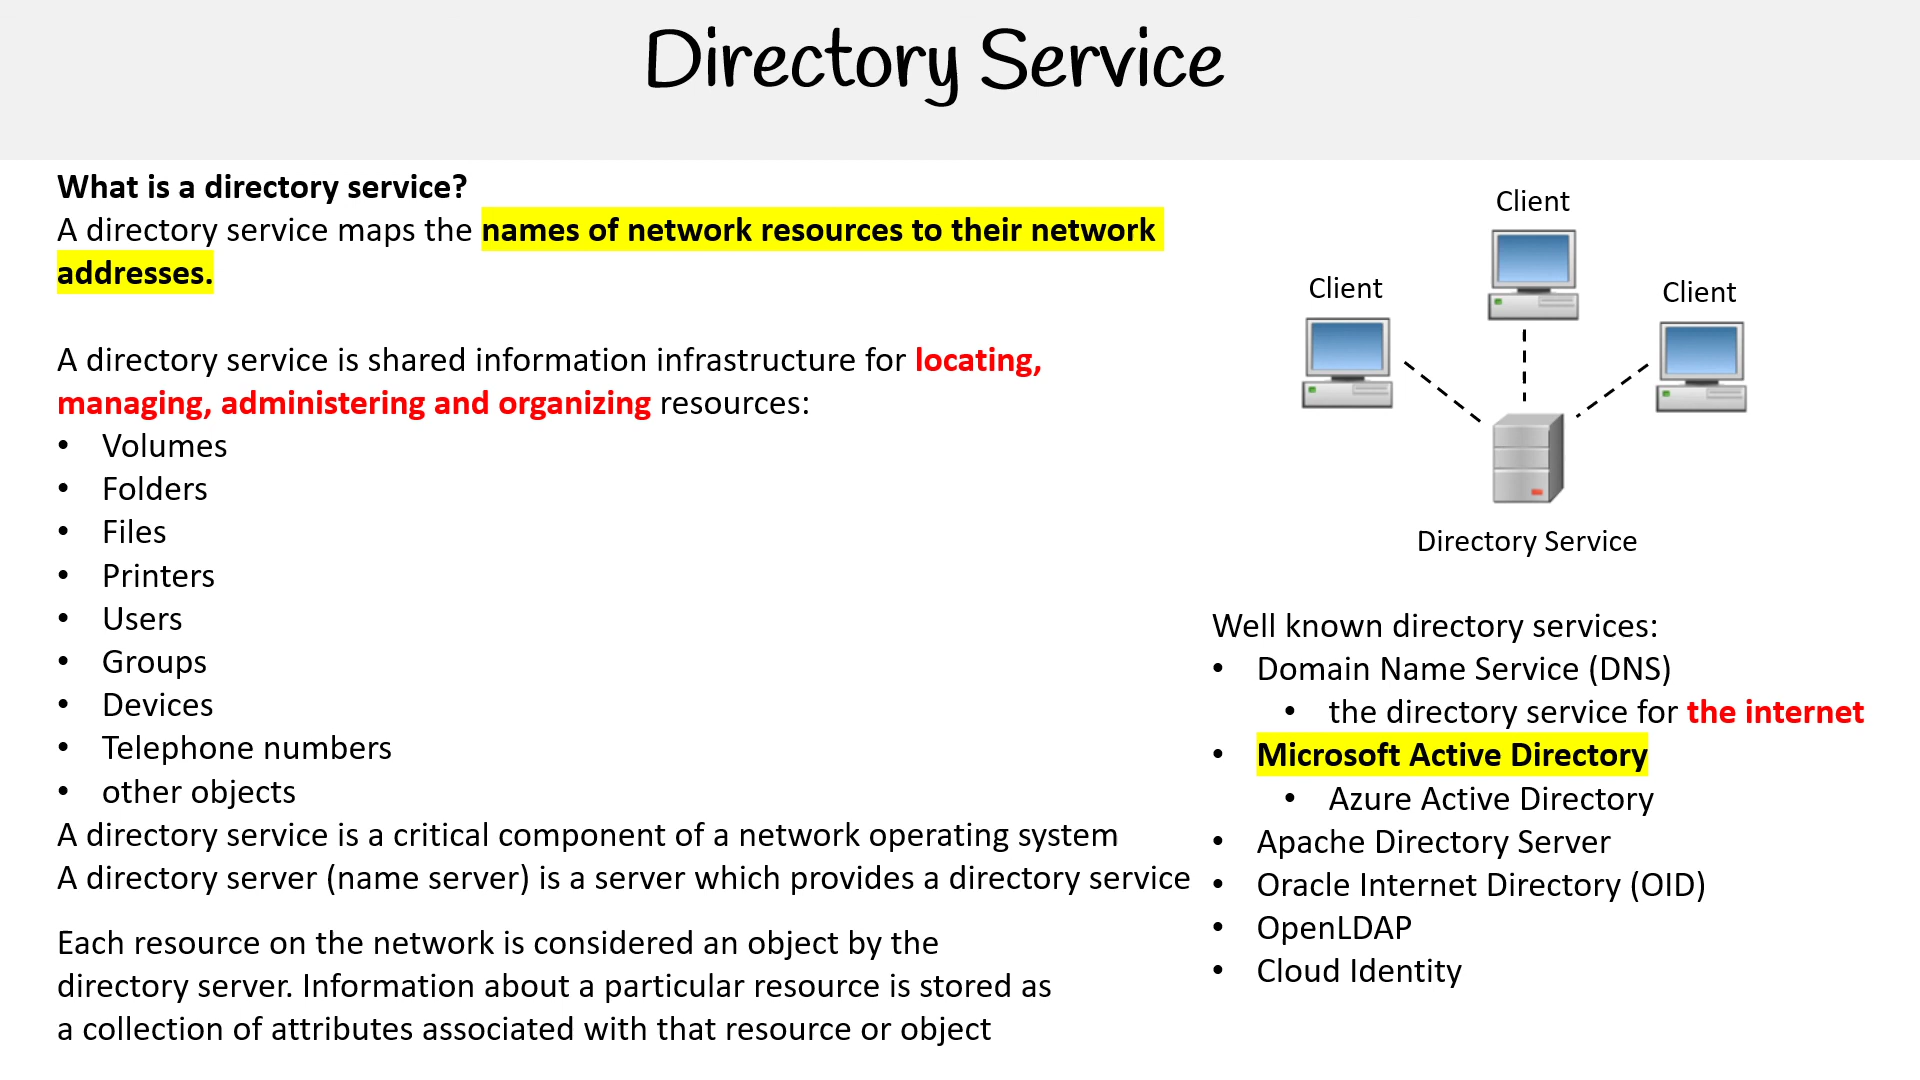 Directory Service
What is a directory service?
A directory service maps the names of network resources to their network
addresses.
A directory service is shared information infrastructure for locating,
managing, administering and organizing resources:
• Volumes
• Folders
• Files
• Printers
• Users
• Groups
• Devices
• Telephone numbers
• other objects
A directory service is a critical component of a network operating system
A directory server (name server) is a server which provides a directory service
Each resource on the network is considered an object by the
directory server. Information about a particular resource is stored as
a collection of attributes associated with that resource or object
Client
Client
Client
Directory Service
Well known directory services:
• Domain Name Service (DNS)
• the directory service for the internet
• Microsoft Active Directory
• Azure Active Directory
• Apache Directory Server
• Oracle Internet Directory (OID)
• OpenLDAP
• Cloud Identity